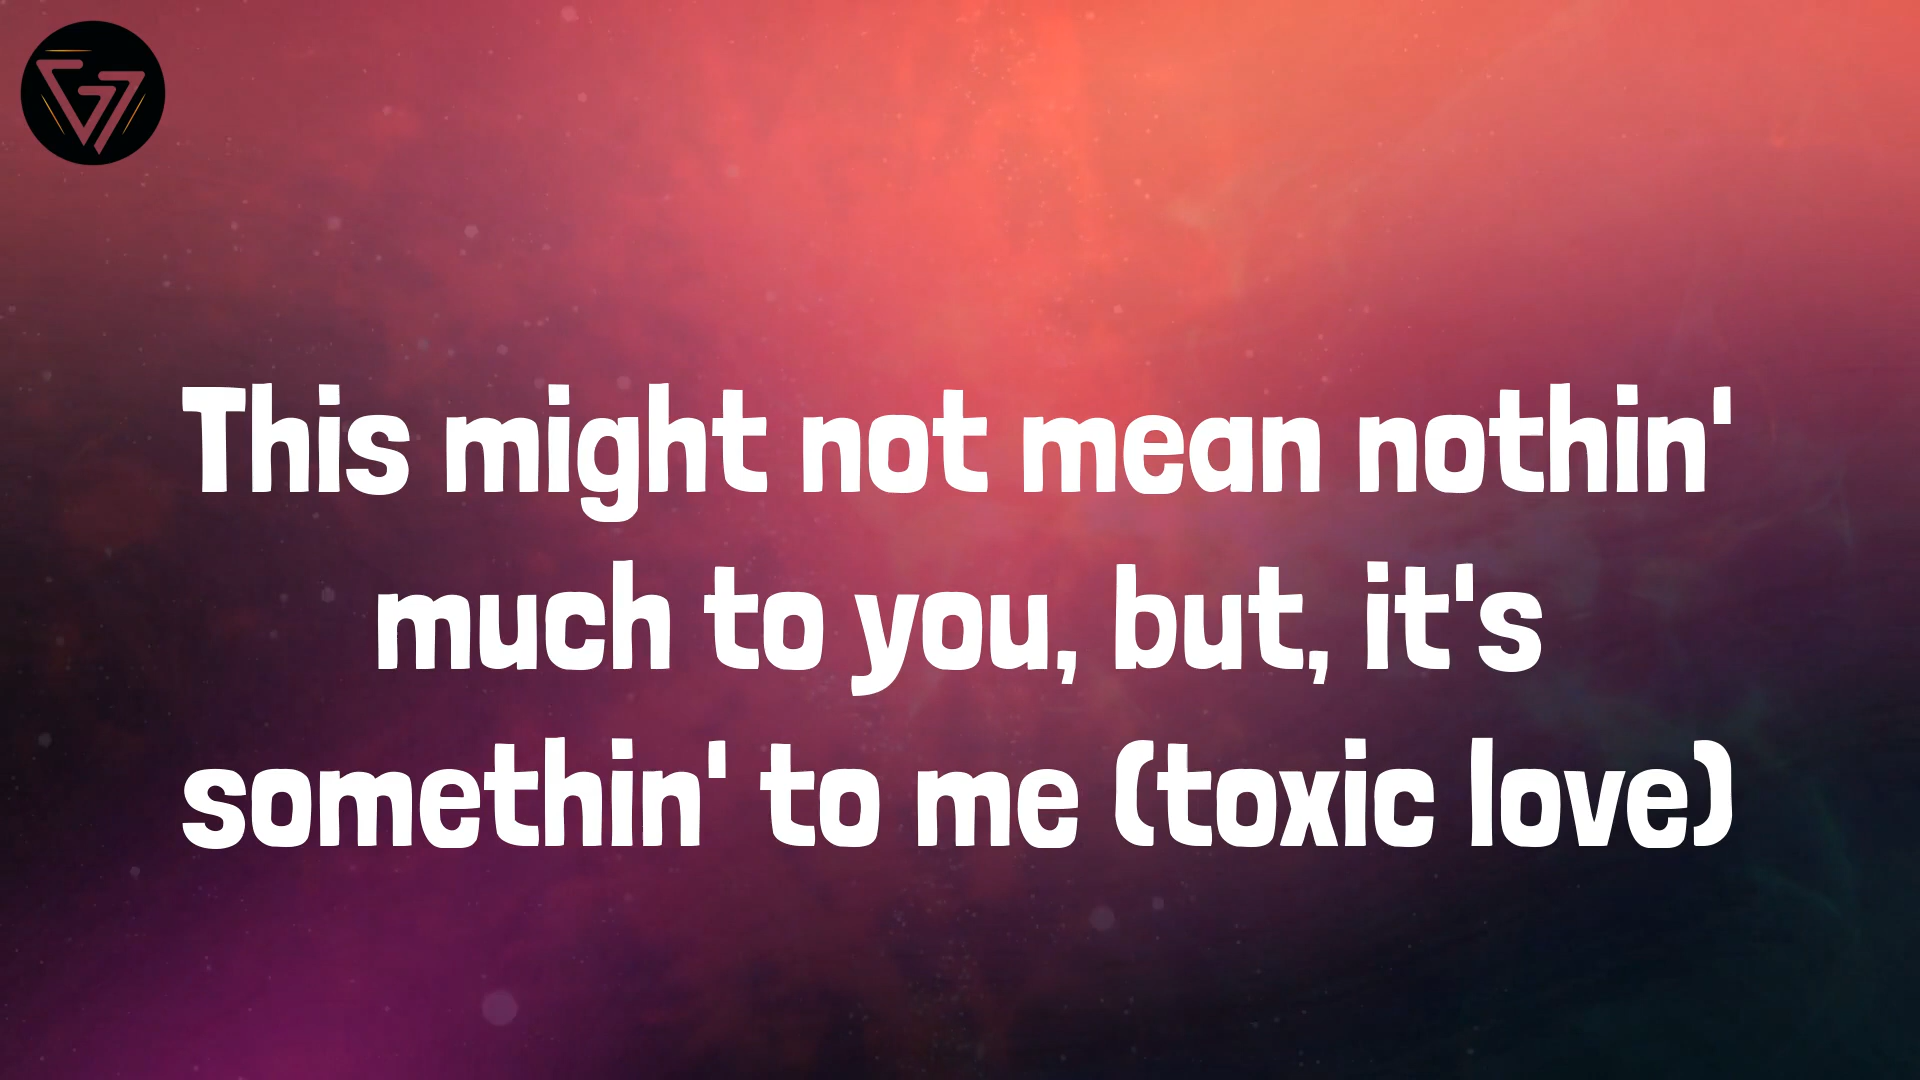 This might not mean nothin'
much to you, but, it's
somethin' to me (toxic love)